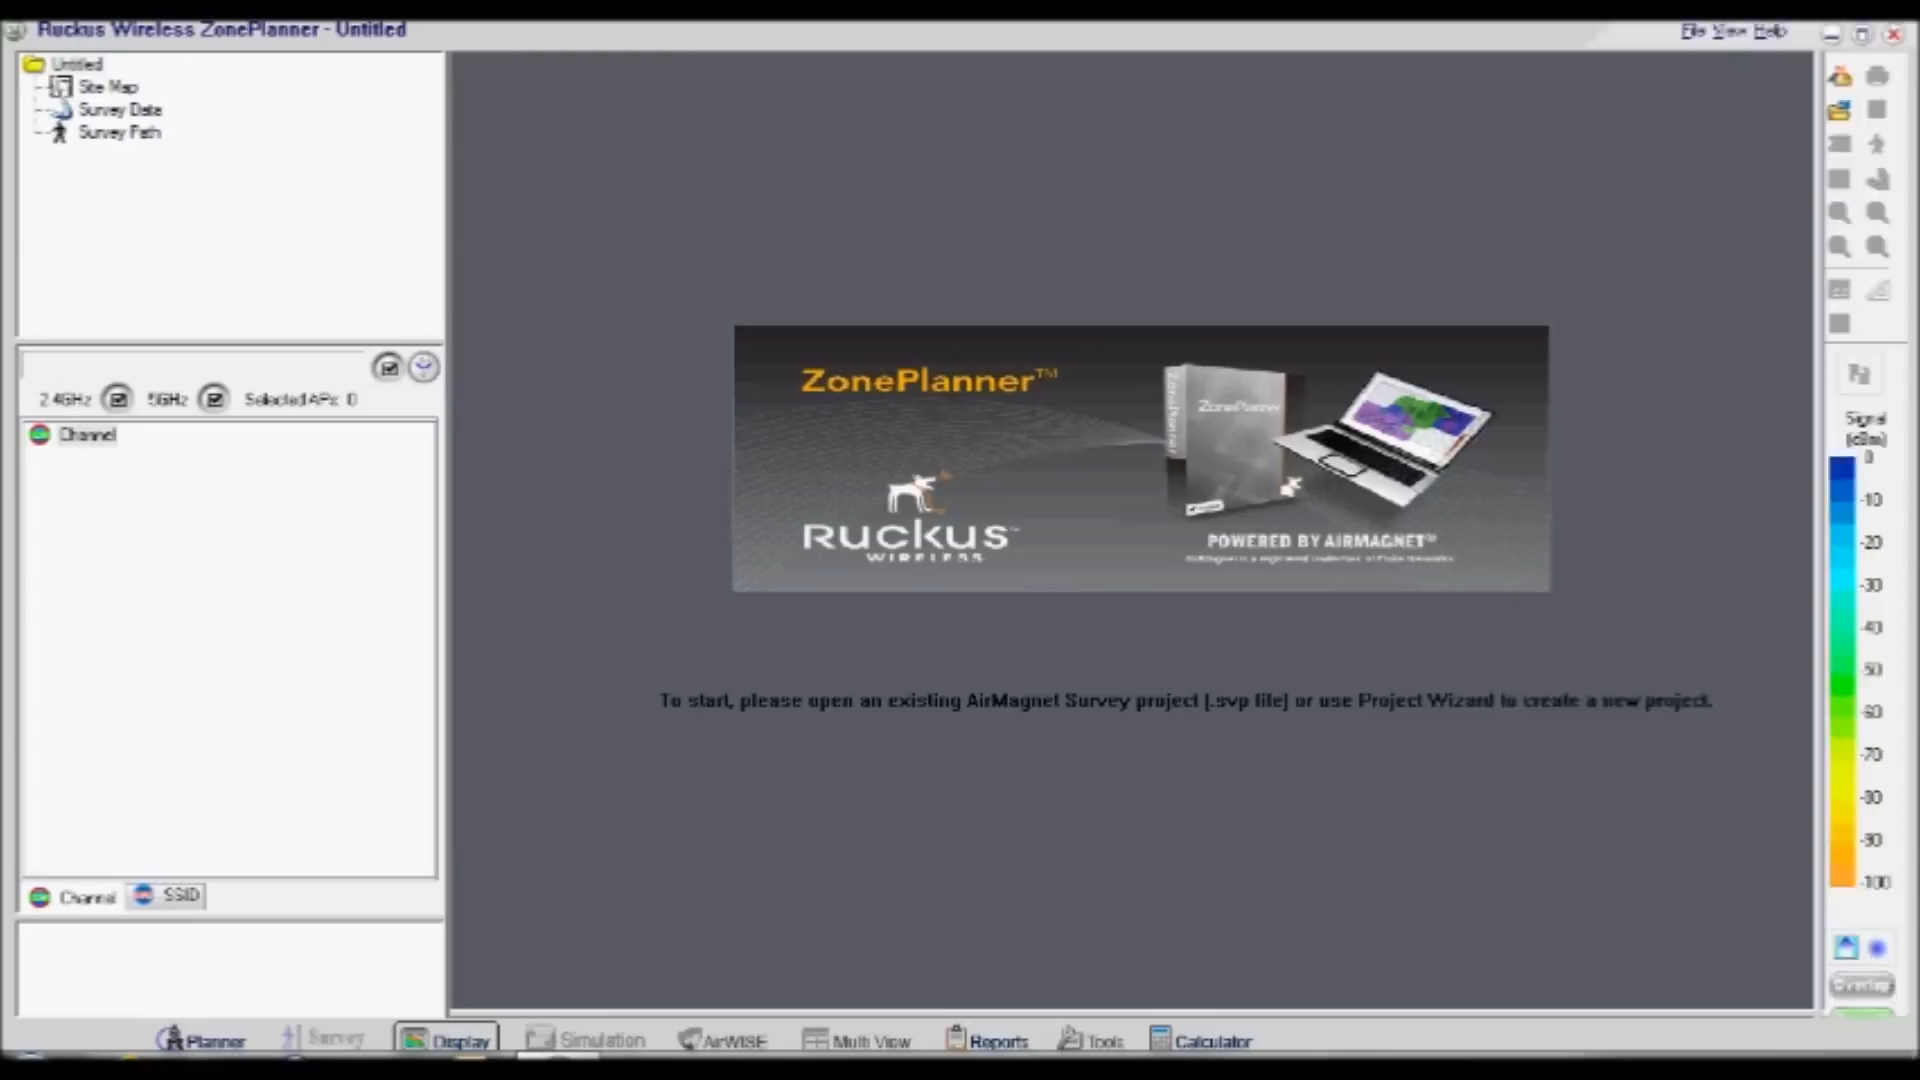 Ruckus Wireless ZonePlanner - Untitled
File View Help
Untitled
Site Map
Survey Data
Survey Path
2.4GHz 5GHz Selected APs: 0
Channel
Channel SSID
ZonePlanner™
ZonePlanner
Ruckus™
WIRELESS
POWERED BY AIRMAGNET™
To start, please open an existing AirMagnet Survey project (.svp file) or use Project Wizard to create a new project.
Signal
(dBm)
0
-10
-20
-30
-40
-50
-60
-70
-80
-90
-100
Overlay
Planner Survey Display Simulation AirWISE Multi View Reports Tools Calculator